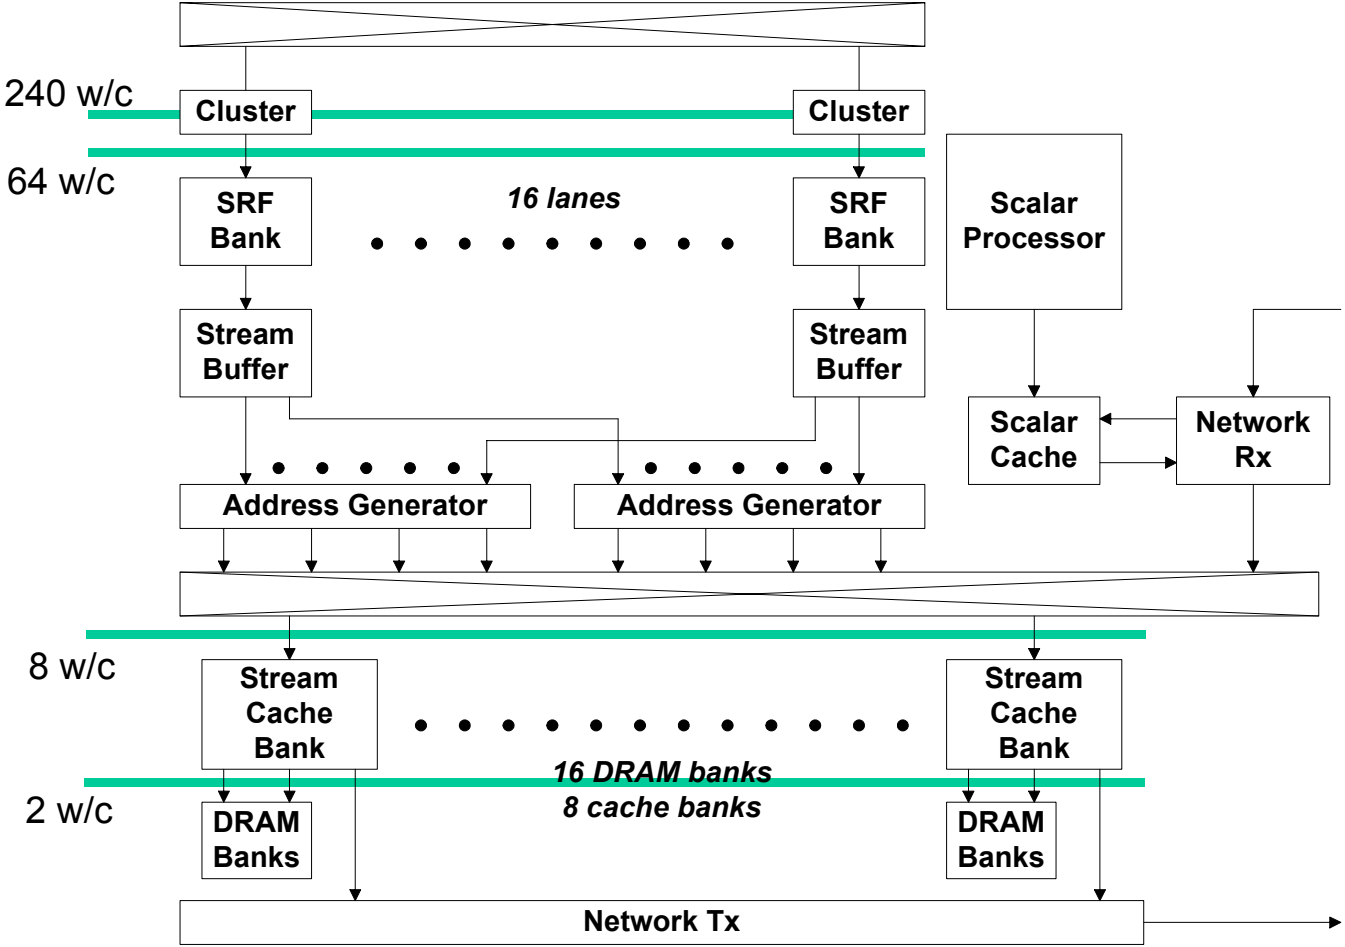 240 w/c
Cluster
Cluster
64 w/c
SRF
Bank
16 lanes
SRF
Bank
Scalar
Processor
Stream
Buffer
Stream
Buffer
Scalar
Cache
Network
Rx
Address Generator
Address Generator
8 w/c
Stream
Cache
Bank
Stream
Cache
Bank
16 DRAM banks
8 cache banks
2 w/c
DRAM
Banks
DRAM
Banks
Network Tx